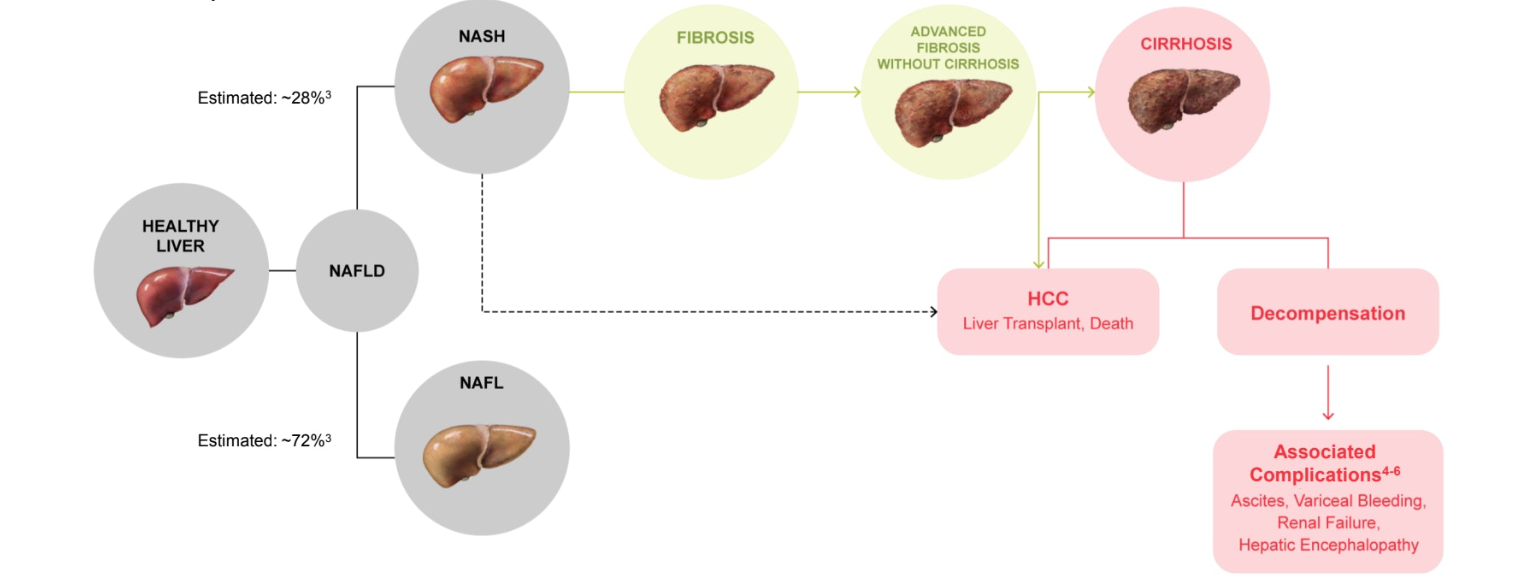 NASH
FIBROSIS
ADVANCED
FIBROSIS
WITHOUT CIRRHOSIS
CIRRHOSIS
Estimated: ~28%³
HEALTHY
LIVER
NAFLD
HCC
Liver Transplant, Death
Decompensation
NAFL
Estimated: ~72%³
Associated
Complications⁴⁻⁶
Ascites, Variceal Bleeding,
Renal Failure,
Hepatic Encephalopathy